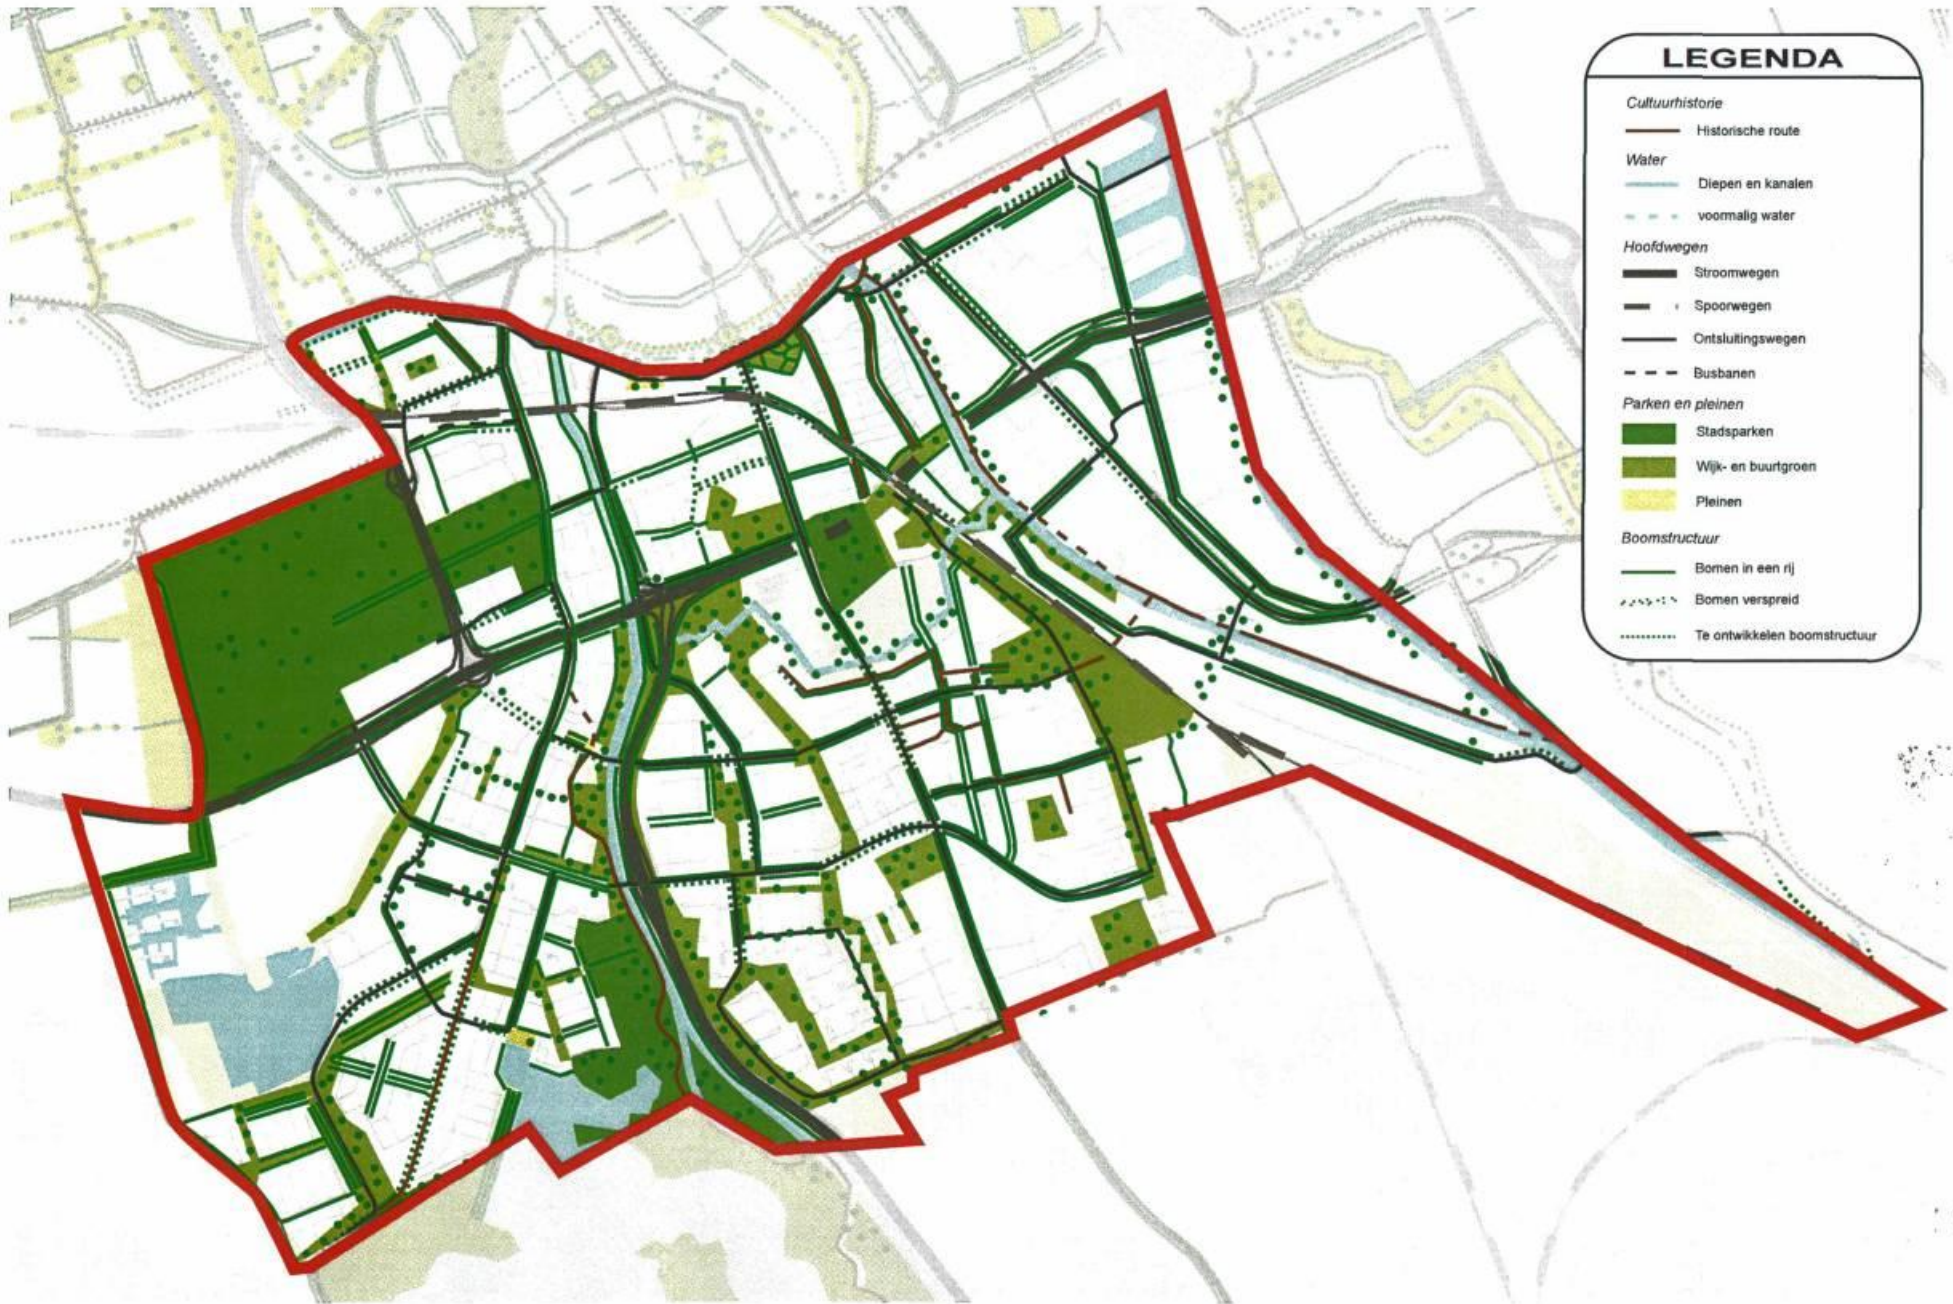 LEGENDA
Cultuurhistorie
Historische route
Water
Diepen en kanalen
voormalig water
Hoofdwegen
Stroomwegen
Spoorwegen
Ontsluitingswegen
Busbanen
Parken en pleinen
Stadsparken
Wijk- en buurtgroen
Pleinen
Boomstructuur
Bomen in een rij
Bomen verspreid
Te ontwikkelen boomstructuur